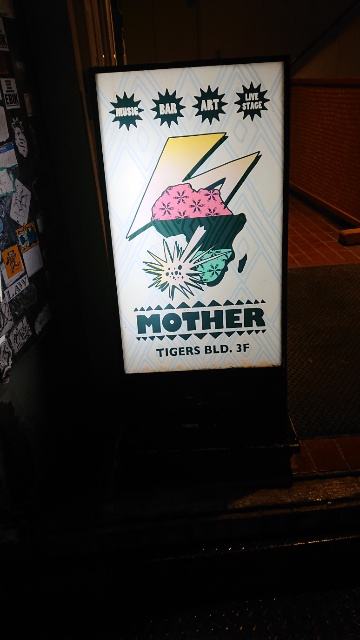 MUSIC
BAR
ART
LIVE
STAGE
MOTHER
TIGERS BLD. 3F